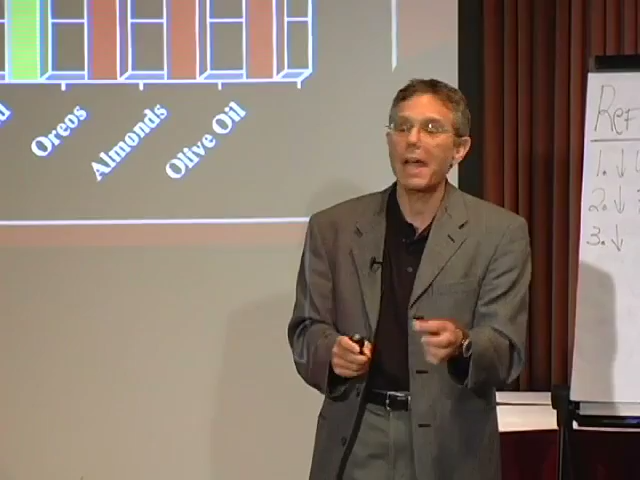 Oreos
Almonds
Olive Oil
Ref
1. ↓
2. ↓
3. ↓